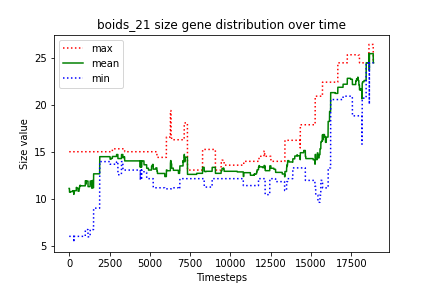 boids_21 size gene distribution over time
max
mean
min
Size value
25
20
15
10
5
0
2500
5000
7500
10000
12500
15000
17500
Timesteps